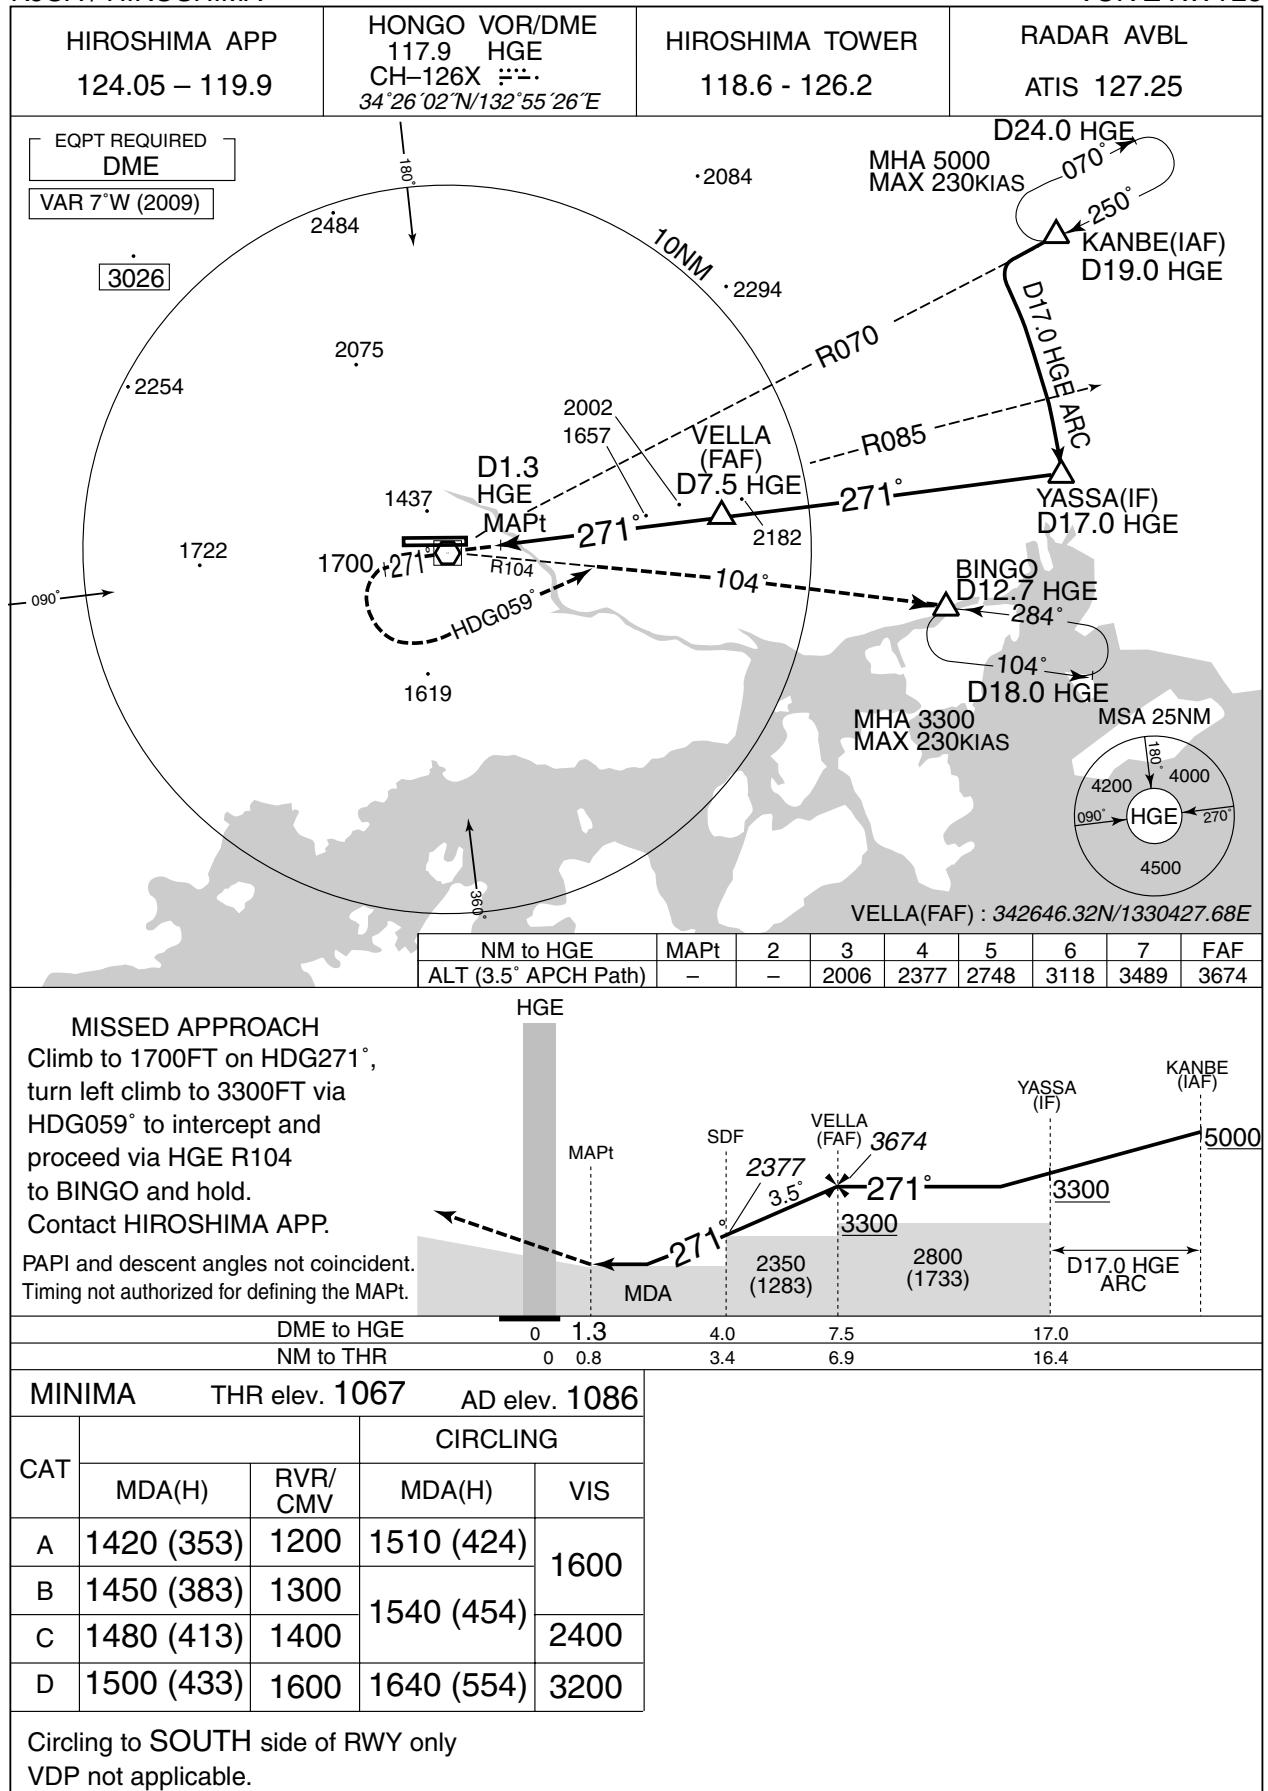 HIROSHIMA APP
124.05 – 119.9
HONGO VOR/DME
117.9 HGE
CH–126X
34°26´02˝N/132°55´26˝E
HIROSHIMA TOWER
118.6 - 126.2
RADAR AVBL
ATIS 127.25
EQPT REQUIRED
DME
VAR 7°W (2009)
3026
180°
2484
2084
10NM
2294
MHA 5000
MAX 230KIAS
D24.0 HGE
070°
250°
KANBE(IAF)
D19.0 HGE
D17.0 HGE ARC
2075
2254
R070
R085
2002
1657
VELLA
(FAF)
D7.5 HGE
D1.3
HGE
MAPt
1437
271°
271°
2182
YASSA(IF)
D17.0 HGE
1722
1700
271°
R104
104°
BINGO
D12.7 HGE
284°
090°
HDG059°
104°
D18.0 HGE
1619
MHA 3300
MAX 230KIAS
MSA 25NM
180°
4200
4000
090°
HGE
270°
4500
360°
VELLA(FAF) : 342646.32N/1330427.68E
NM to HGE MAPt 2 3 4 5 6 7 FAF
ALT (3.5° APCH Path) – – 2006 2377 2748 3118 3489 3674
MISSED APPROACH
Climb to 1700FT on HDG271°,
turn left climb to 3300FT via
HDG059° to intercept and
proceed via HGE R104
to BINGO and hold.
Contact HIROSHIMA APP.
PAPI and descent angles not coincident.
Timing not authorized for defining the MAPt.
HGE
MAPt
SDF
VELLA
(FAF)
YASSA
(IF)
KANBE
(IAF)
2377
3674
5000
3.5°
271°
271°
3300
3300
MDA
2350
(1283)
2800
(1733)
D17.0 HGE
ARC
DME to HGE 0 1.3 4.0 7.5 17.0
NM to THR 0 0.8 3.4 6.9 16.4
MINIMA THR elev. 1067 AD elev. 1086
CAT
CIRCLING
MDA(H) RVR/CMV MDA(H) VIS
A 1420 (353) 1200 1510 (424) 1600
B 1450 (383) 1300 1540 (454)
C 1480 (413) 1400 2400
D 1500 (433) 1600 1640 (554) 3200
Circling to SOUTH side of RWY only
VDP not applicable.